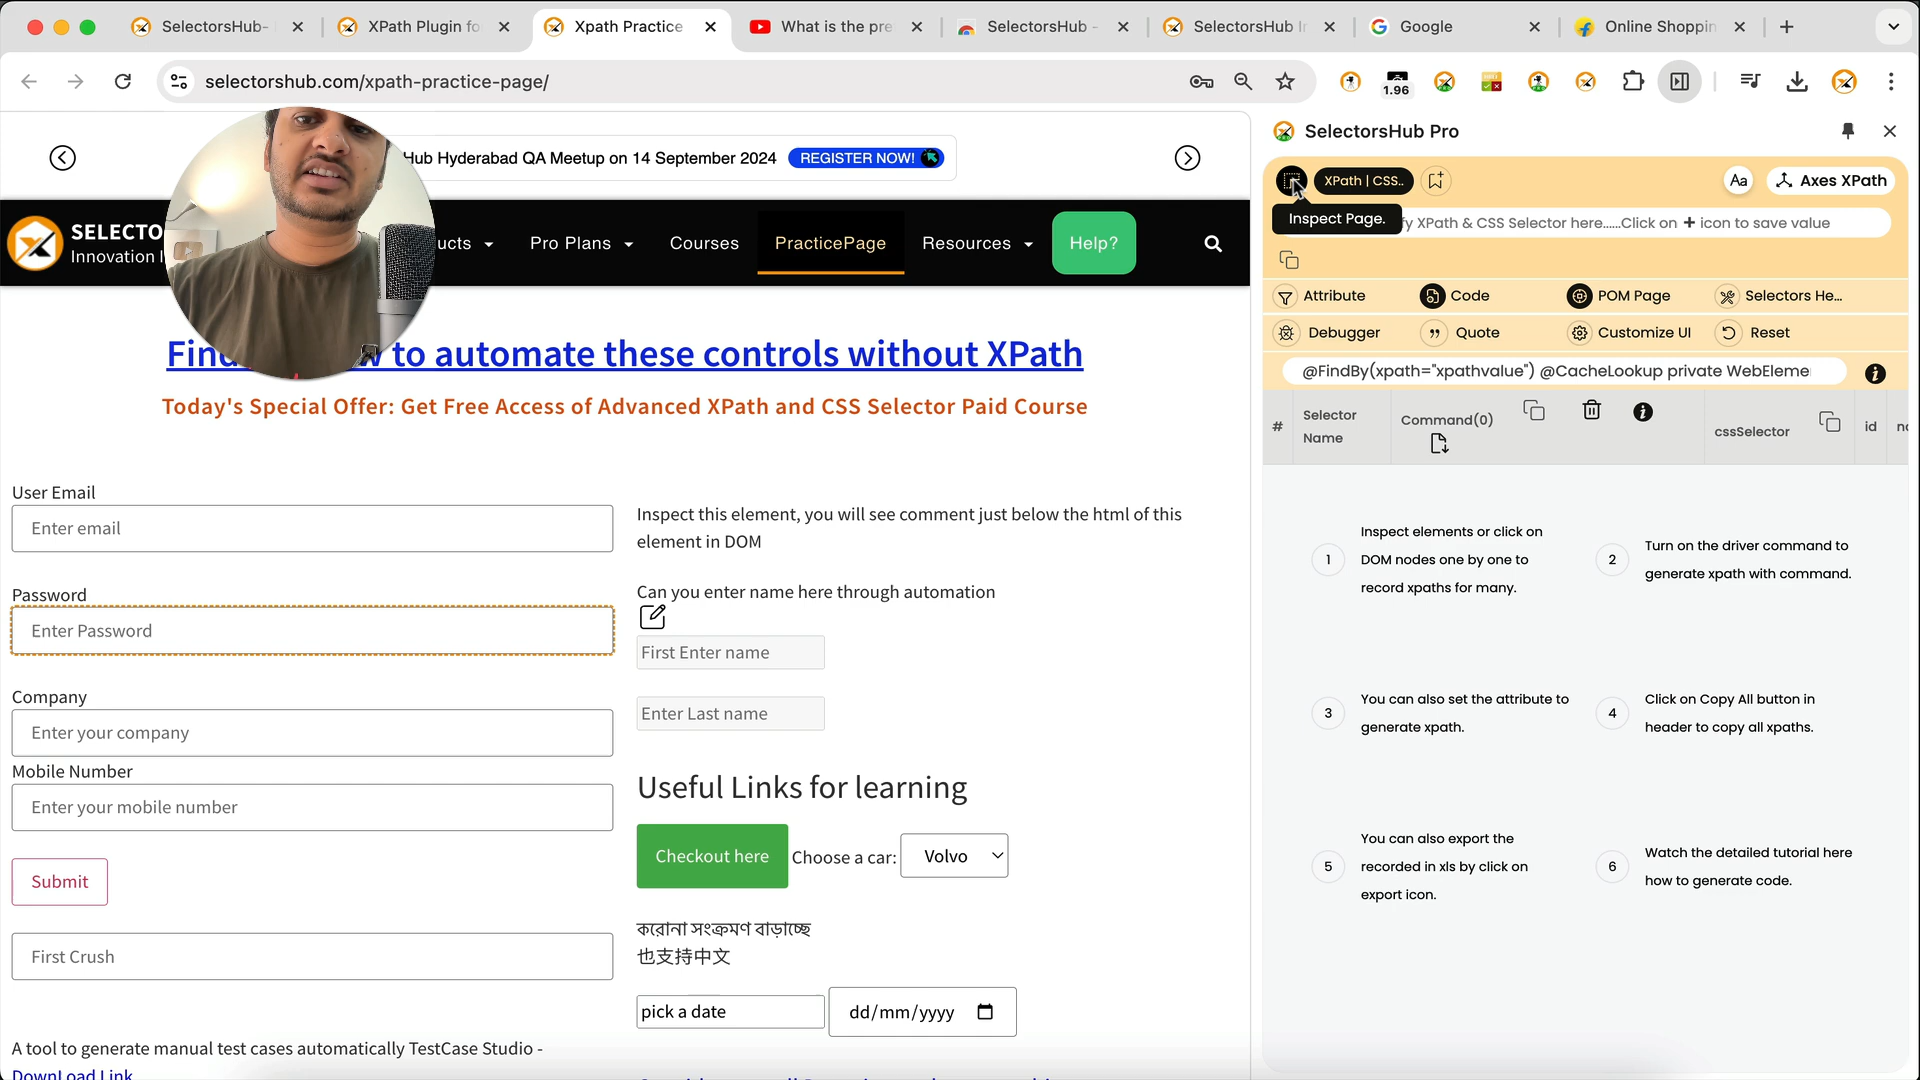 SelectorsHub-
XPath Plugin fo
Xpath Practice
What is the pre
SelectorsHub -
SelectorsHub In
Google
Online Shoppin
selectorshub.com/xpath-practice-page/
1.96
Hub Hyderabad QA Meetup on 14 September 2024 REGISTER NOW!
SELECTO
Innovation I
ucts
Pro Plans
Courses
PracticePage
Resources
Help?
to automate these controls without XPath
Today's Special Offer: Get Free Access of Advanced XPath and CSS Selector Paid Course
User Email
Enter email
Password
Enter Password
Company
Enter your company
Mobile Number
Enter your mobile number
Submit
First Crush
A tool to generate manual test cases automatically TestCase Studio -
DownLoad Link
Inspect this element, you will see comment just below the html of this
element in DOM
Can you enter name here through automation
First Enter name
Enter Last name
Useful Links for learning
Checkout here
Choose a car: Volvo
করোনা সংক্রমণ বাড়াচ্ছে
也支持中文
pick a date
dd/mm/yyyy
SelectorsHub Pro
XPath | CSS..
Aa
Axes XPath
Inspect Page.
fy XPath & CSS Selector here......Click on + icon to save value
Attribute
Code
POM Page
Selectors He...
Debugger
Quote
Customize UI
Reset
@FindBy(xpath="xpathvalue") @CacheLookup private WebEleme
#
Selector
Name
Command(0)
cssSelector
id
1
Inspect elements or click on
DOM nodes one by one to
record xpaths for many.
2
Turn on the driver command to
generate xpath with command.
3
You can also set the attribute to
generate xpath.
4
Click on Copy All button in
header to copy all xpaths.
5
You can also export the
recorded in xls by click on
export icon.
6
Watch the detailed tutorial here
how to generate code.